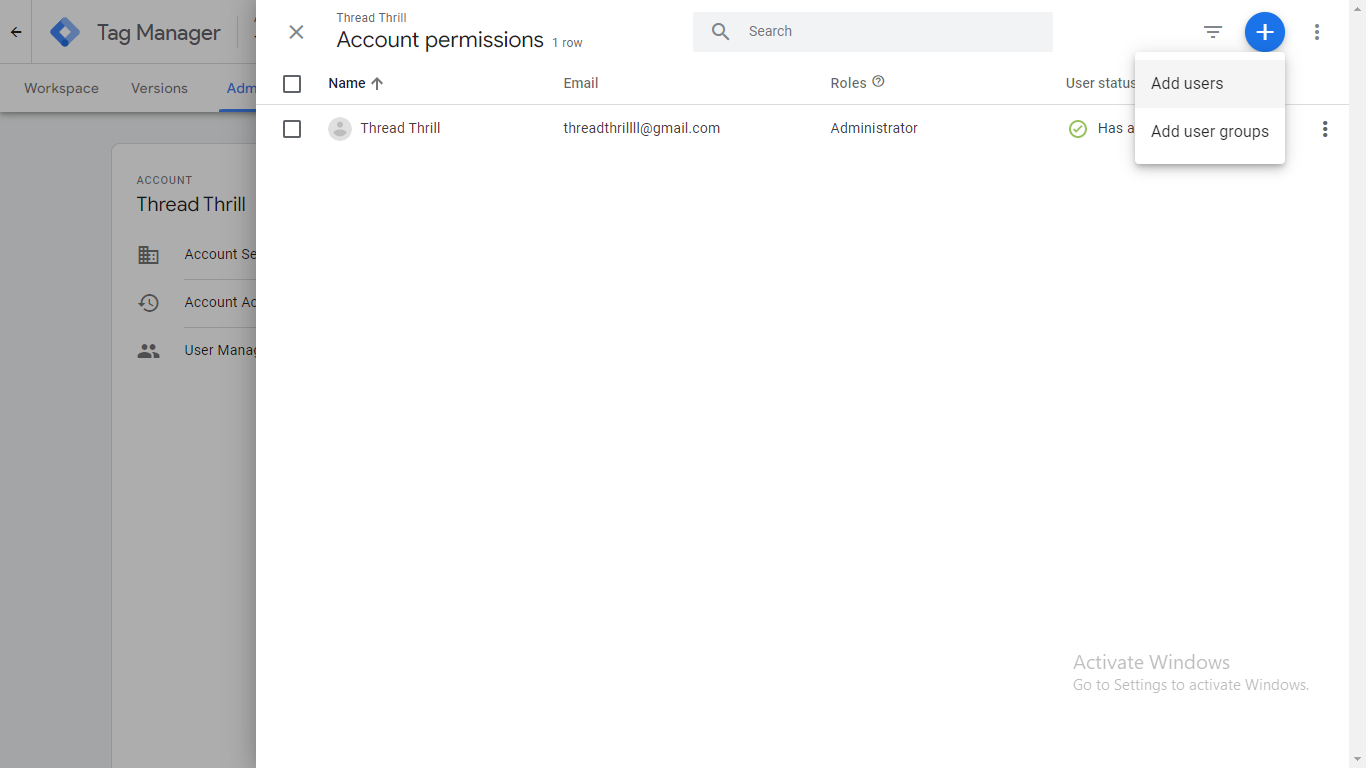 Tag Manager
Workspace
Versions
Adm
ACCOUNT
Thread Thrill
Account Se
Account Ac
User Manag
Thread Thrill
Account permissions 1 row
Search
Name
Email
Roles
User status
Thread Thrill
threadthrillll@gmail.com
Administrator
Has a
Add users
Add user groups
Activate Windows
Go to Settings to activate Windows.